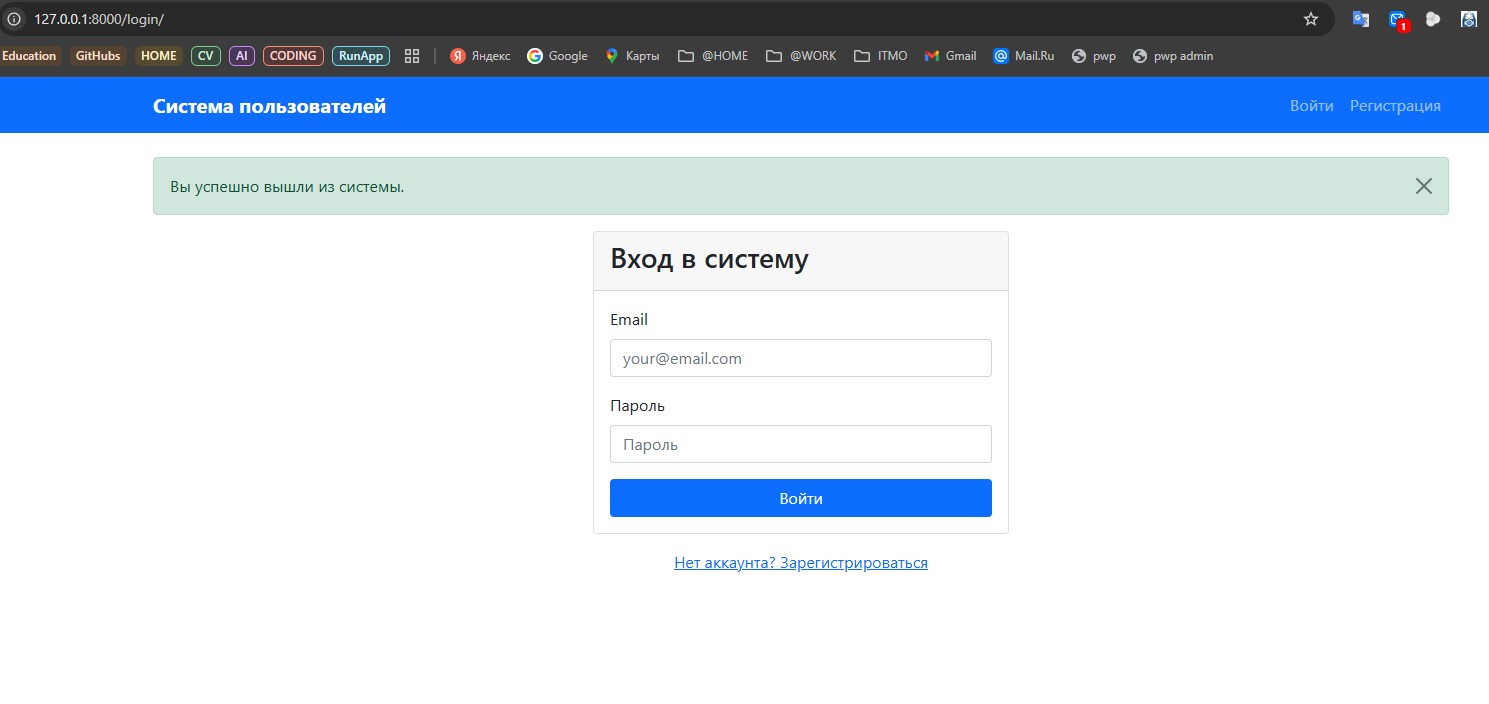 127.0.0.1:8000/login/
1
Education GitHubs HOME CV AI CODING RunApp Я Яндекс Google Карты @HOME @WORK ITMO Gmail @ Mail.Ru pwp pwp admin
Система пользователей Войти Регистрация
Вы успешно вышли из системы.
Вход в систему
Email
your@email.com
Пароль
Пароль
Войти
Нет аккаунта? Зарегистрироваться